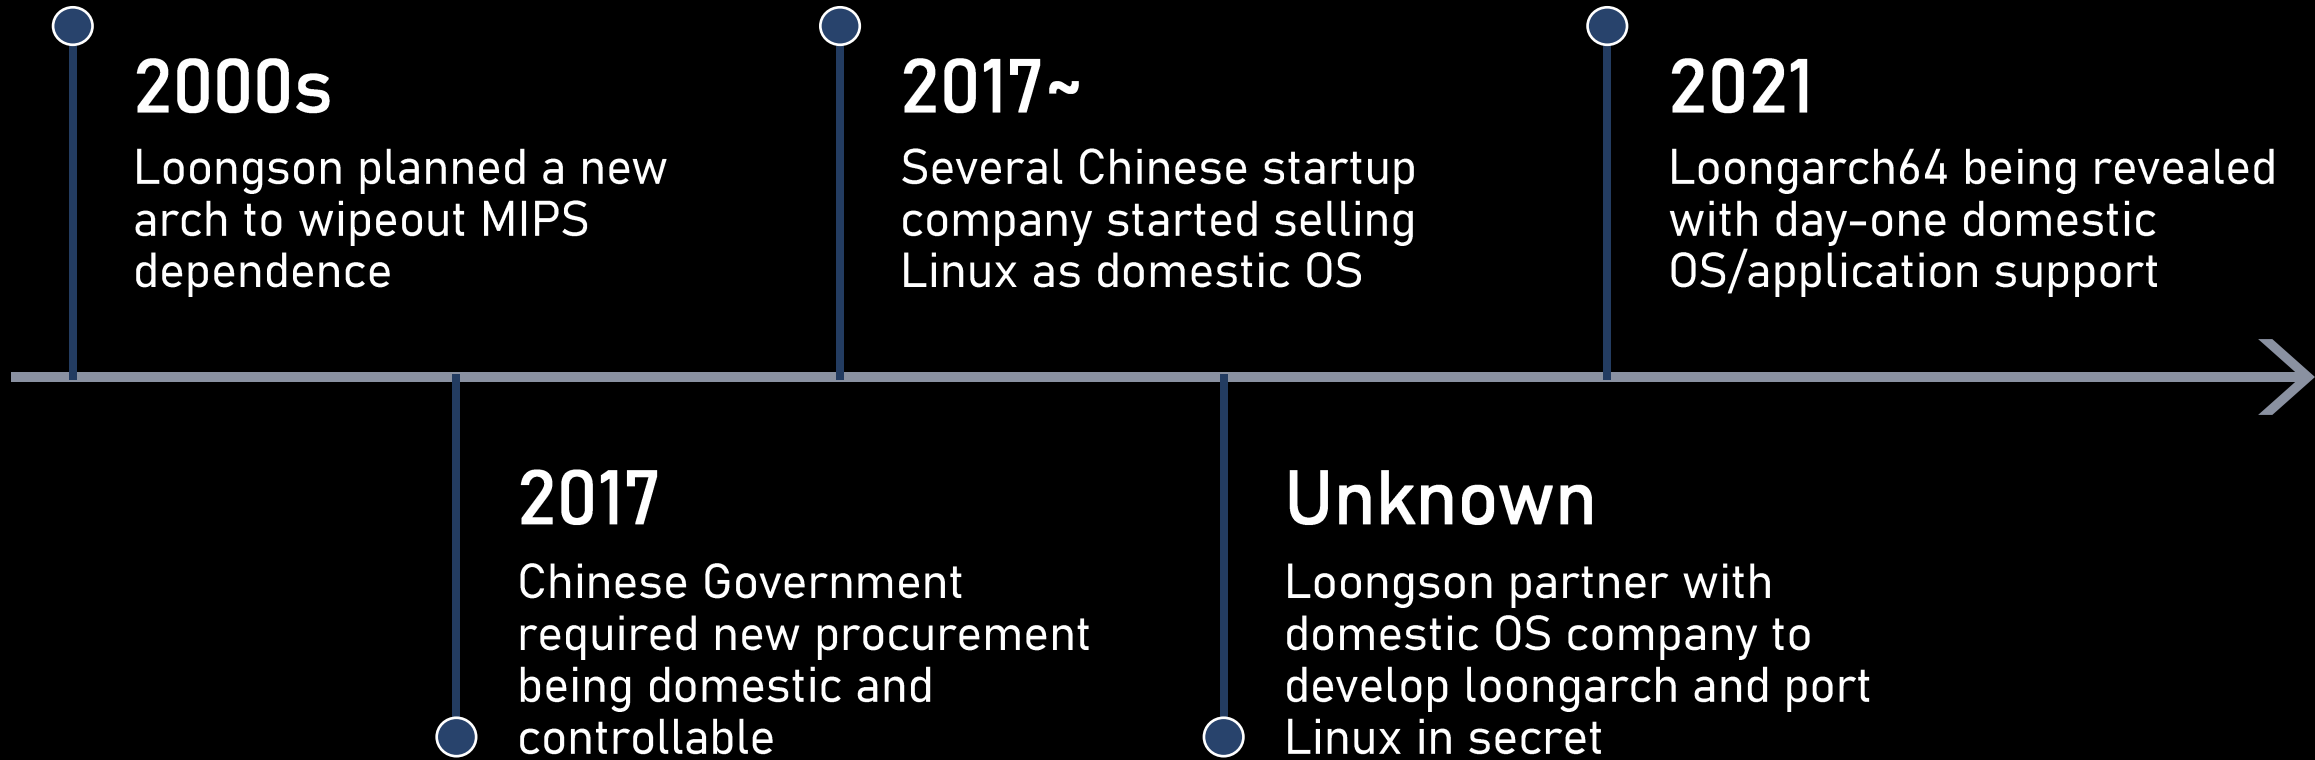 2000s
Loongson planned a new
arch to wipeout MIPS
dependence
2017
Chinese Government
required new procurement
being domestic and
controllable
2017~
Several Chinese startup
company started selling
Linux as domestic OS
Unknown
Loongson partner with
domestic OS company to
develop loongarch and port
Linux in secret
2021
Loongarch64 being revealed
with day-one domestic
OS/application support